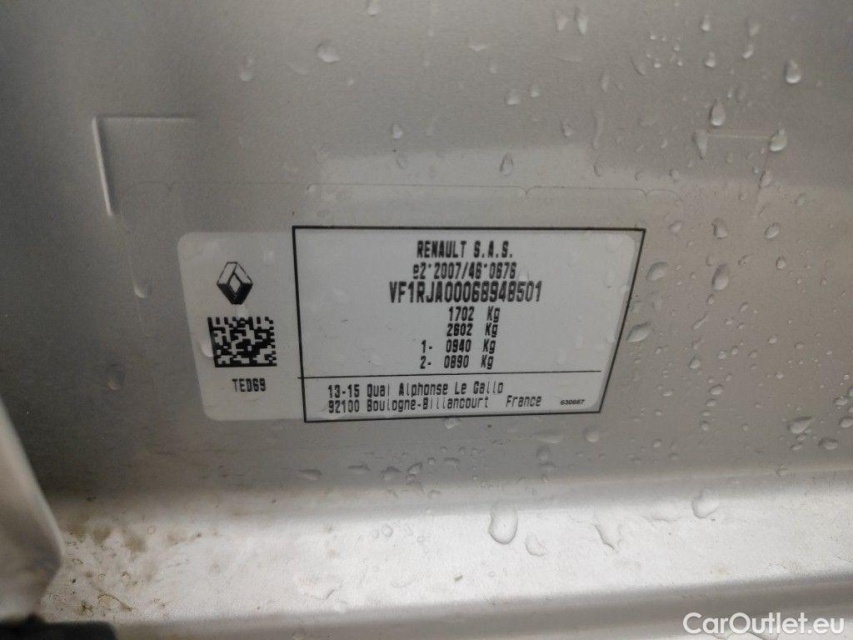 RENAULT S.A.S.
e2*2007/46*0676
VF1RJA00068948501
1702 Kg
2602 Kg
1- 0940 Kg
2- 0890 Kg
TED69
13-15 Quai Alphonse Le Gallo
92100 Boulogne-Billancourt France
630667
CarOutlet.eu